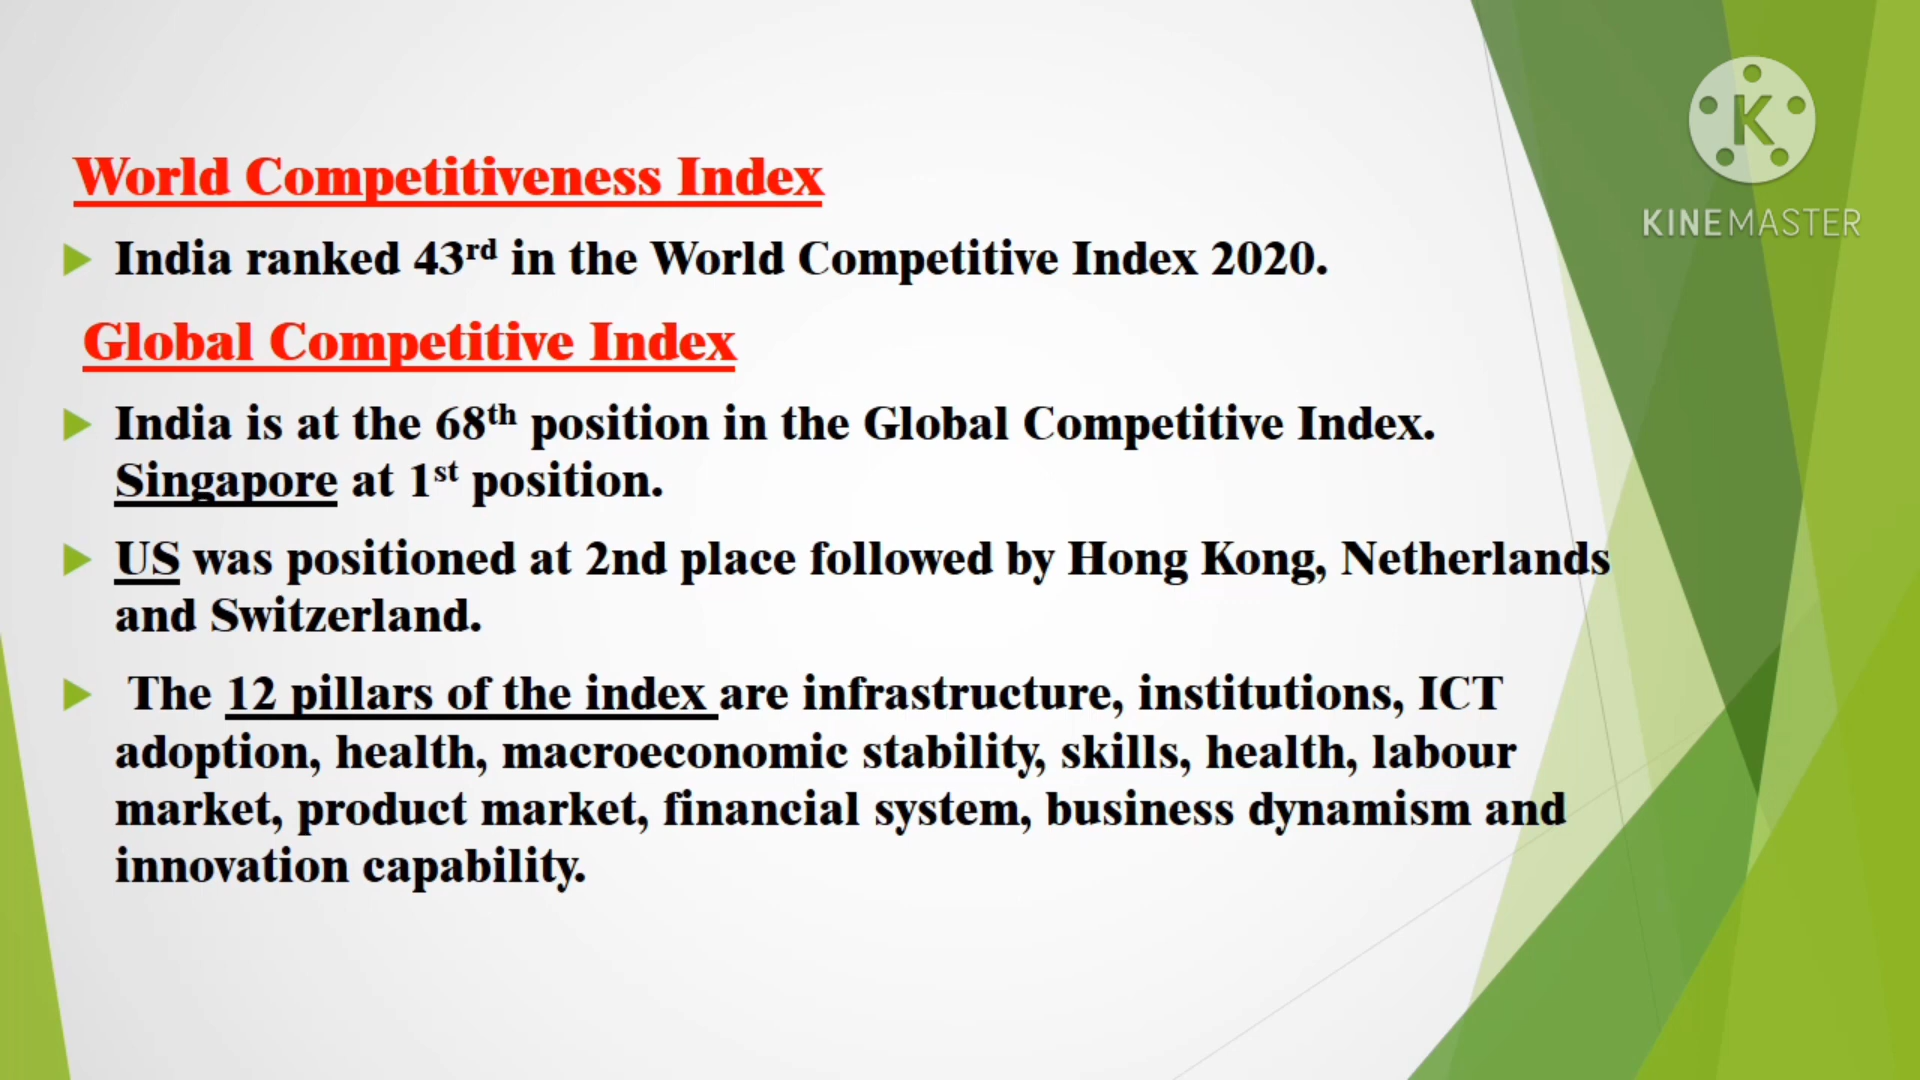 World Competitiveness Index
India ranked 43rd in the World Competitive Index 2020.
Global Competitive Index
India is at the 68th position in the Global Competitive Index.
Singapore at 1st position.
US was positioned at 2nd place followed by Hong Kong, Netherlands
and Switzerland.
The 12 pillars of the index are infrastructure, institutions, ICT
adoption, health, macroeconomic stability, skills, health, labour
market, product market, financial system, business dynamism and
innovation capability.
K
KINEMASTER